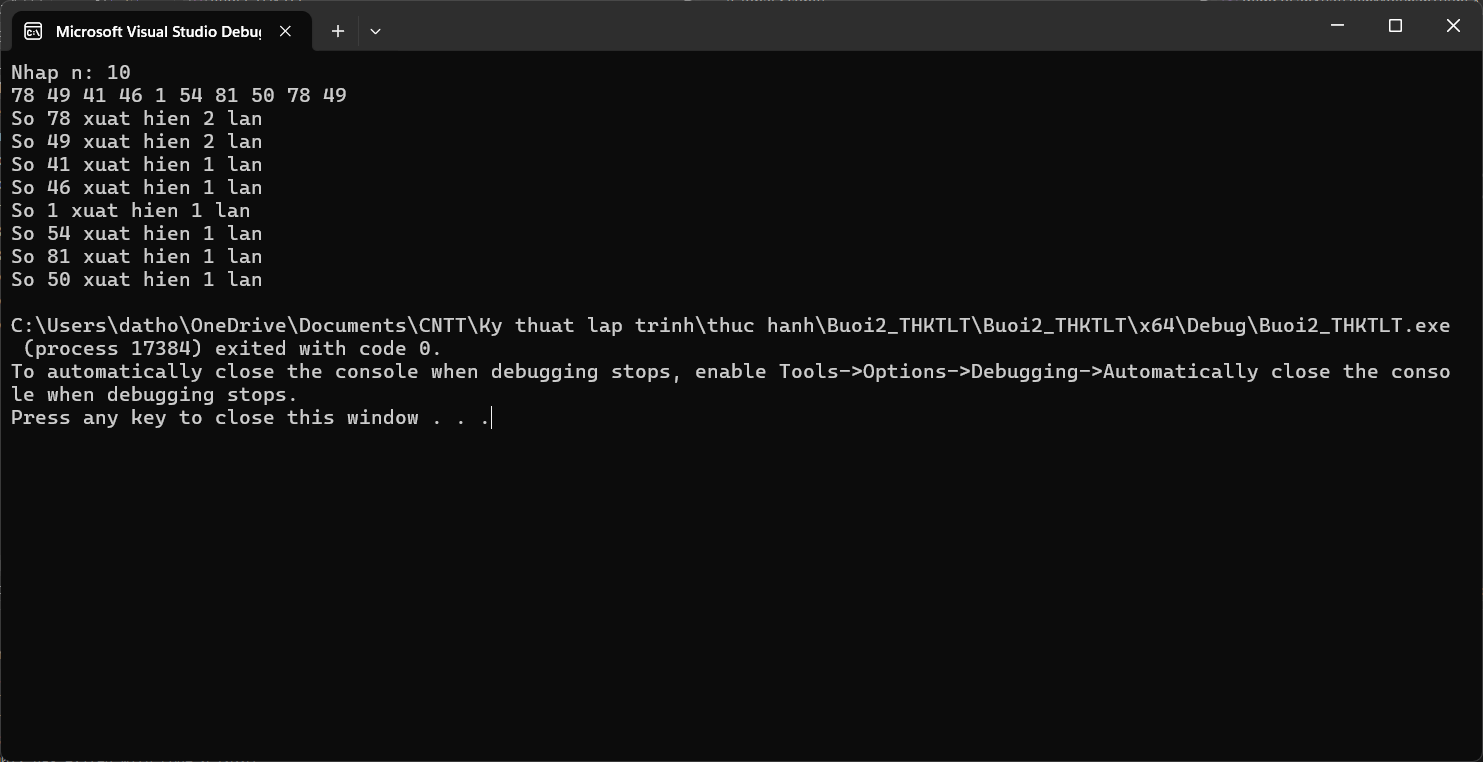 Microsoft Visual Studio Debug
Nhap n: 10
78 49 41 46 1 54 81 50 78 49
So 78 xuat hien 2 lan
So 49 xuat hien 2 lan
So 41 xuat hien 1 lan
So 46 xuat hien 1 lan
So 1 xuat hien 1 lan
So 54 xuat hien 1 lan
So 81 xuat hien 1 lan
So 50 xuat hien 1 lan
C:\Users\datho\OneDrive\Documents\CNTT\Ky thuat lap trinh\thuc hanh\Buoi2_THKTLT\Buoi2_THKTLT\x64\Debug\Buoi2_THKTLT.exe
(process 17384) exited with code 0.
To automatically close the console when debugging stops, enable Tools->Options->Debugging->Automatically close the conso
le when debugging stops.
Press any key to close this window . . .